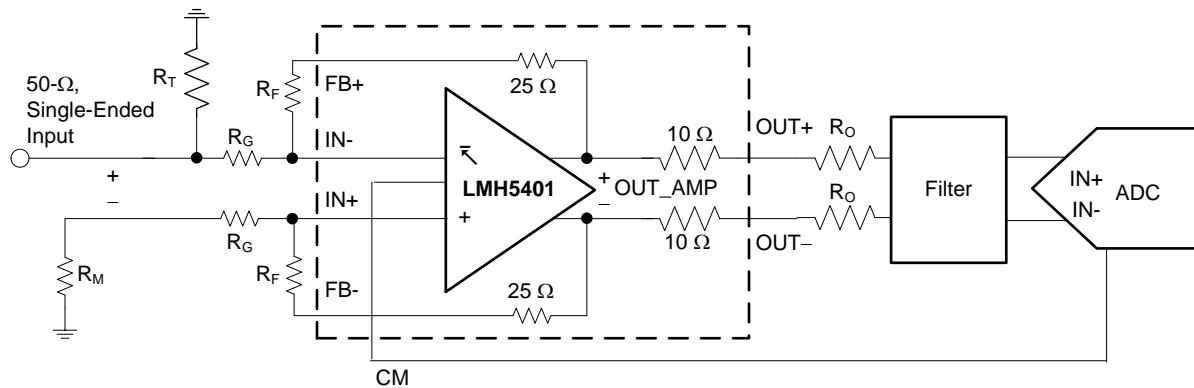 25 Ω
50-Ω,
Single-Ended
Input
R_T
R_F
FB+
R_G
IN-
10 Ω
OUT+
R_O
–
LMH5401
+
OUT_AMP
–
Filter
IN+
IN-
ADC
+
–
IN+
+
10 Ω
OUT–
R_O
R_G
R_M
R_F
FB-
25 Ω
CM